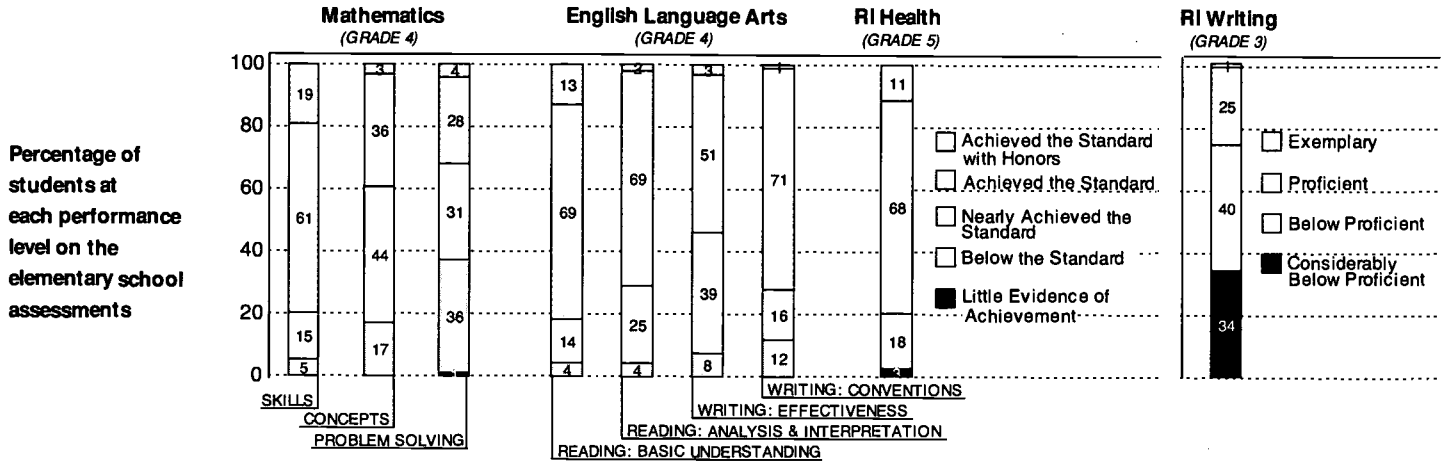 Mathematics
(GRADE 4)
English Language Arts
(GRADE 4)
RI Health
(GRADE 5)
RI Writing
(GRADE 3)
Percentage of
students at
each performance
level on the
elementary school
assessments
100
80
60
40
20
0
19
61
15
5
3
36
44
17
4
28
31
36
13
69
14
4
2
69
25
4
3
51
39
8
1
71
16
12
11
68
18
3
Achieved the Standard
with Honors
Achieved the Standard
Nearly Achieved the
Standard
Below the Standard
Little Evidence of
Achievement
1
25
40
34
Exemplary
Proficient
Below Proficient
Considerably
Below Proficient
SKILLS
CONCEPTS
PROBLEM SOLVING
READING: BASIC UNDERSTANDING
READING: ANALYSIS & INTERPRETATION
WRITING: EFFECTIVENESS
WRITING: CONVENTIONS